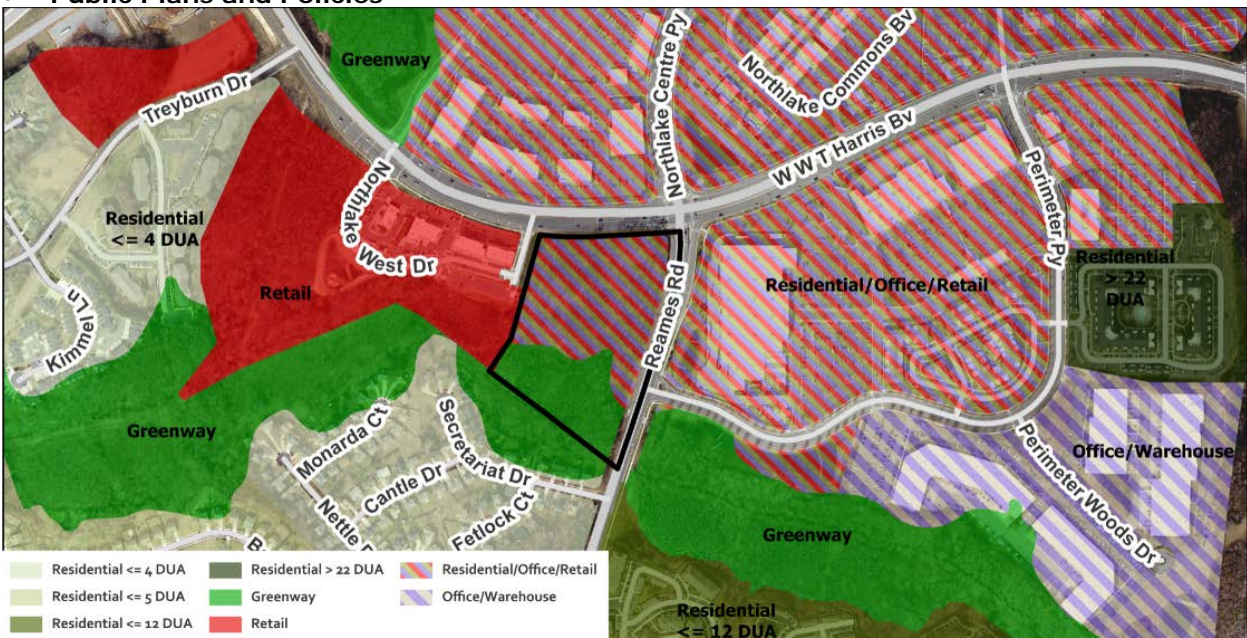 Public Plans and Policies
Greenway
Northlake Centre Py
Northlake Commons Bv
Treyburn Dr
W W T Harris Bv
Northlake West Dr
Perimeter Py
Residential
<= 4 DUA
Residential
> 22
DUA
Retail
Residential/Office/Retail
Reames Rd
Kimmel Ln
Greenway
Monarda Ct
Secretariat Dr
Cantle Dr
Nettle
Fetlock Ct
Office/Warehouse
Perimeter Woods Dr
Greenway
Residential
<= 12 DUA
Residential <= 4 DUA
Residential > 22 DUA
Residential/Office/Retail
Residential <= 5 DUA
Greenway
Office/Warehouse
Residential <= 12 DUA
Retail